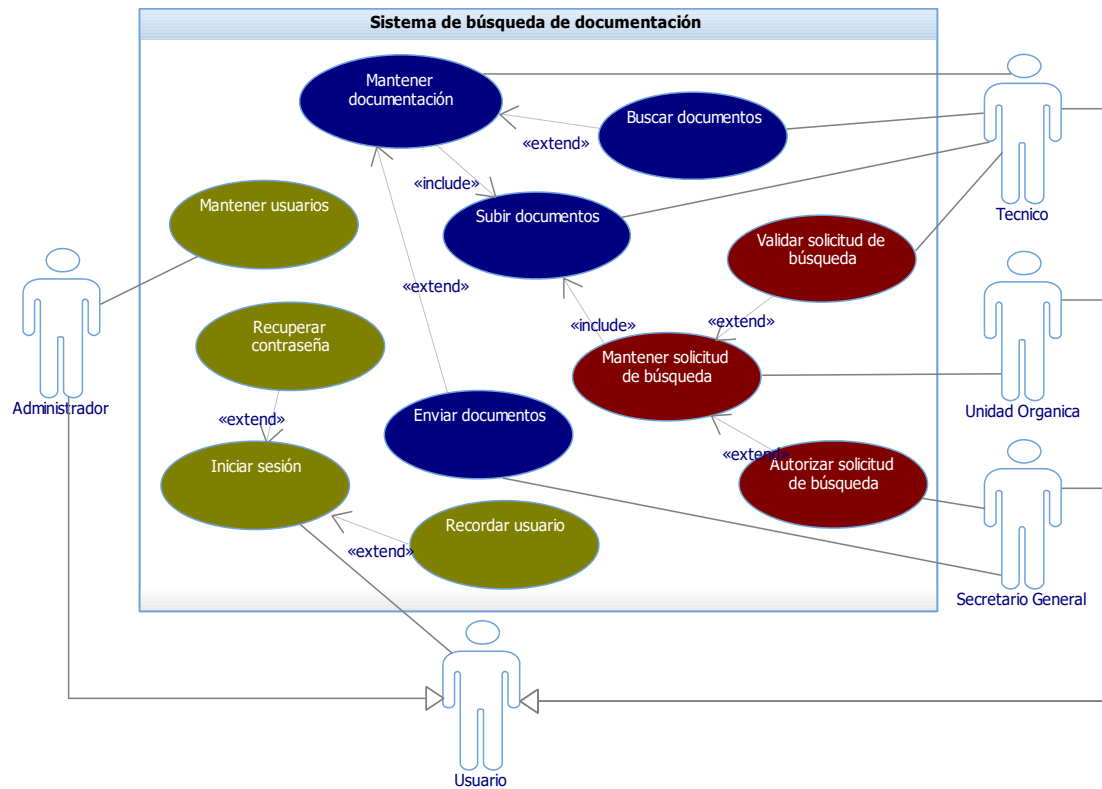 Sistema de búsqueda de documentación
Mantener
documentación
Buscar documentos
«extend»
«include»
Tecnico
Mantener usuarios
Subir documentos
Validar solicitud de
búsqueda
«extend»
«include»
«extend»
Recuperar
contraseña
Mantener solicitud
de búsqueda
Administrador
«extend»
Enviar documentos
Unidad Organica
«extend»
Autorizar solicitud
de búsqueda
Iniciar sesión
Recordar usuario
«extend»
Secretario General
Usuario